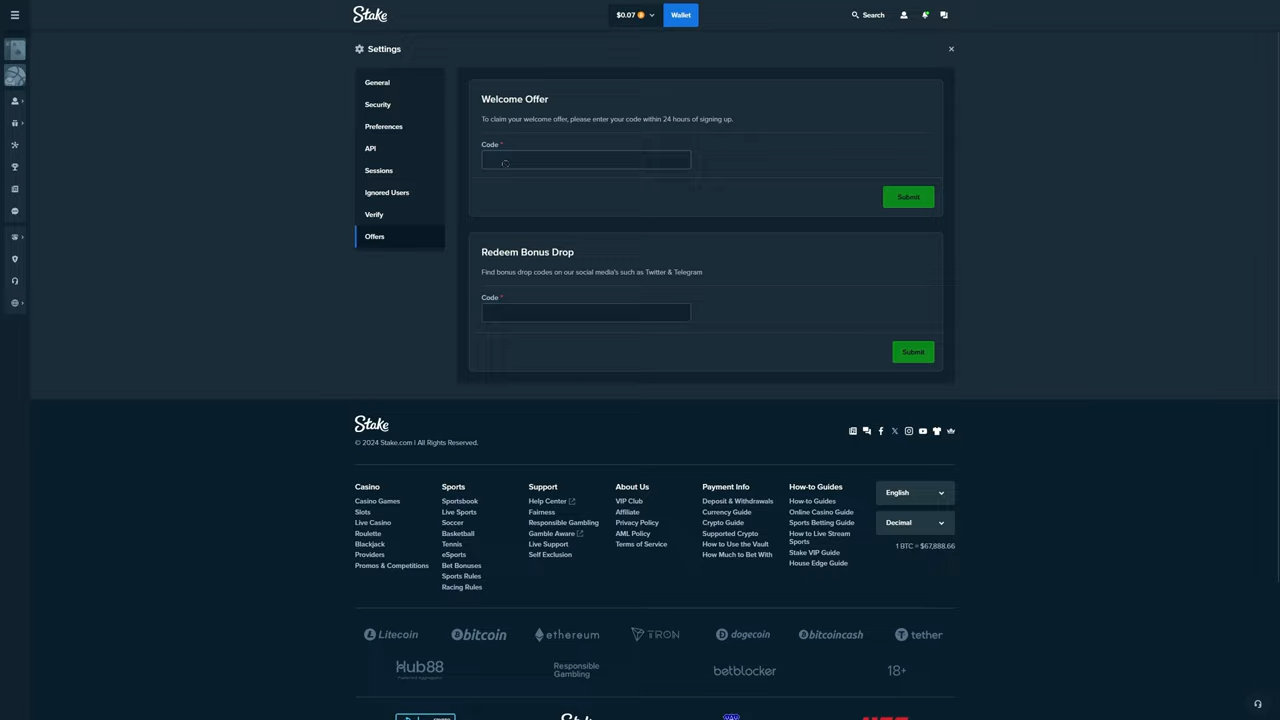 Stake
$0.07
Wallet
Search
Settings
General
Security
Preferences
API
Sessions
Ignored Users
Verify
Offers
Welcome Offer
To claim your welcome offer, please enter your code within 24 hours of signing up.
Code *
Submit
Redeem Bonus Drop
Find bonus drop codes on our social media's such as Twitter & Telegram
Code *
Submit
Stake
© 2024 Stake.com | All Rights Reserved.
Casino
Casino Games
Slots
Live Casino
Roulette
Blackjack
Providers
Promos & Competitions
Sports
Sportsbook
Live Sports
Soccer
Basketball
Tennis
eSports
Bet Bonuses
Sports Rules
Racing Rules
Support
Help Center
Fairness
Responsible Gambling
Gamble Aware
Live Support
Self Exclusion
About Us
VIP Club
Affiliate
Privacy Policy
AML Policy
Terms of Service
Payment Info
Deposit & Withdrawals
Currency Guide
Crypto Guide
Supported Crypto
How to Use the Vault
How Much to Bet With
How-to Guides
How-to Guides
Online Casino Guide
Sports Betting Guide
How to Live Stream
Sports
Stake VIP Guide
House Edge Guide
English
Decimal
1 BTC = $67,888.66
Litecoin
bitcoin
ethereum
TRON
dogecoin
bitcoincash
tether
Hub88
Responsible
Gambling
betblocker
18+